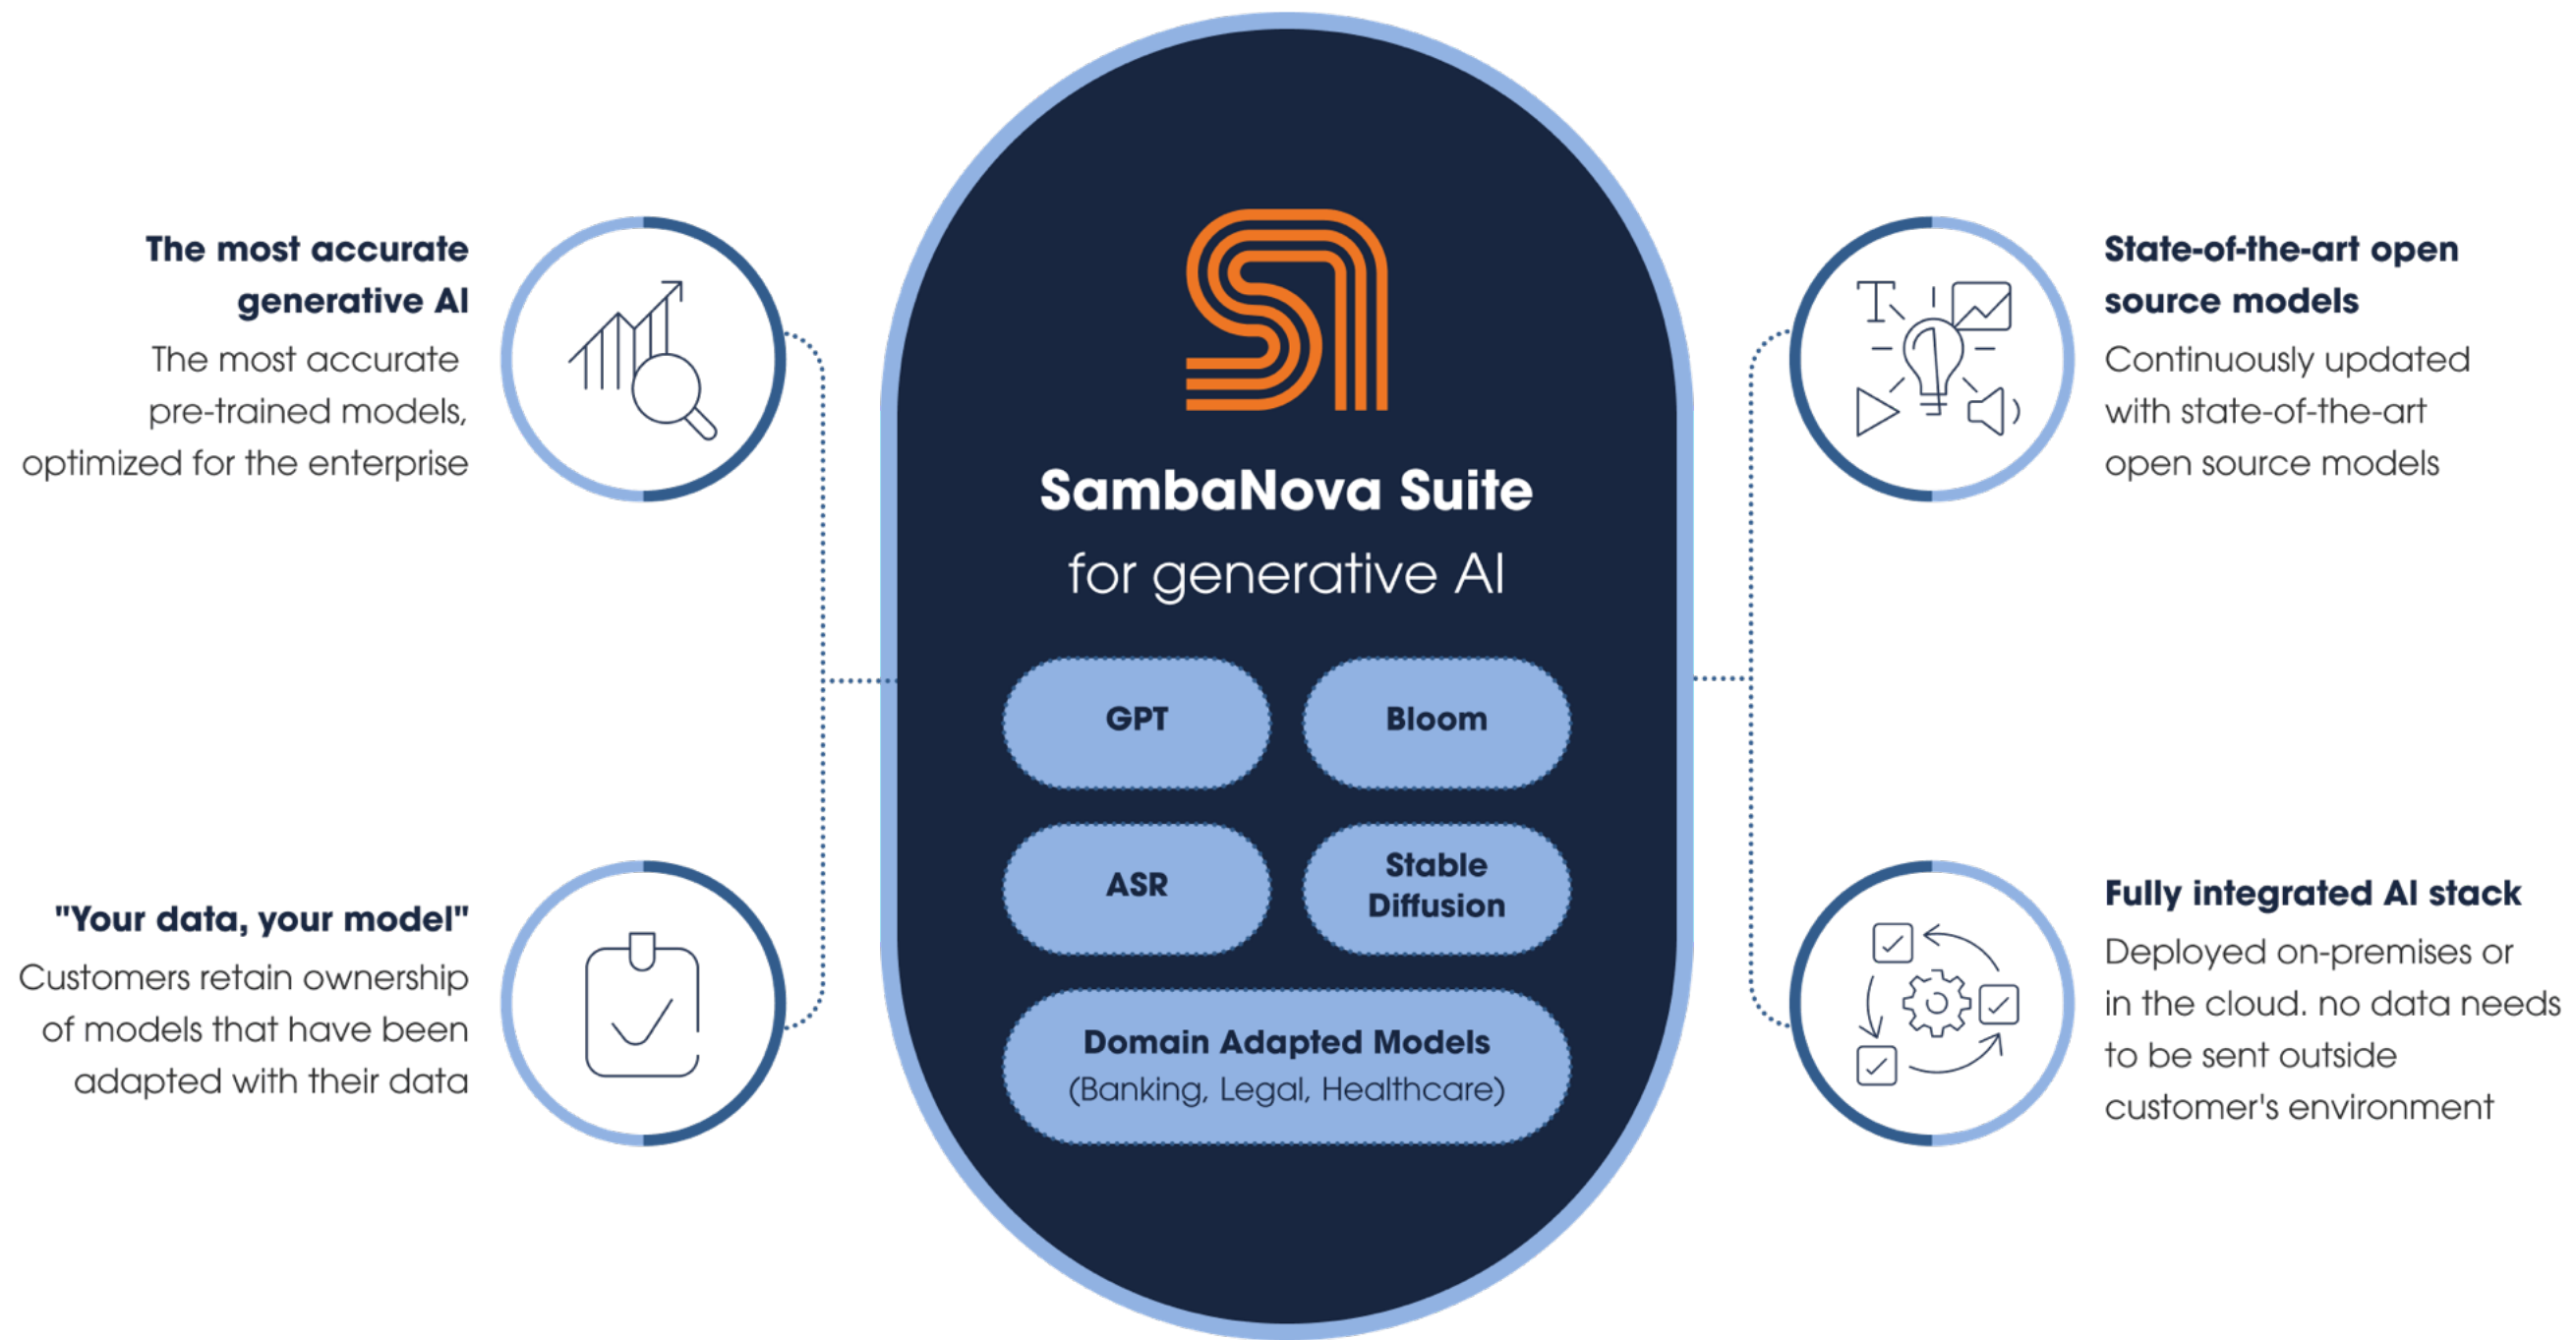 The most accurate
generative AI
The most accurate
pre-trained models,
optimized for the enterprise
"Your data, your model"
Customers retain ownership
of models that have been
adapted with their data
SambaNova Suite
for generative AI
GPT
Bloom
ASR
Stable
Diffusion
Domain Adapted Models
(Banking, Legal, Healthcare)
State-of-the-art open
source models
Continuously updated
with state-of-the-art
open source models
Fully integrated AI stack
Deployed on-premises or
in the cloud. no data needs
to be sent outside
customer's environment